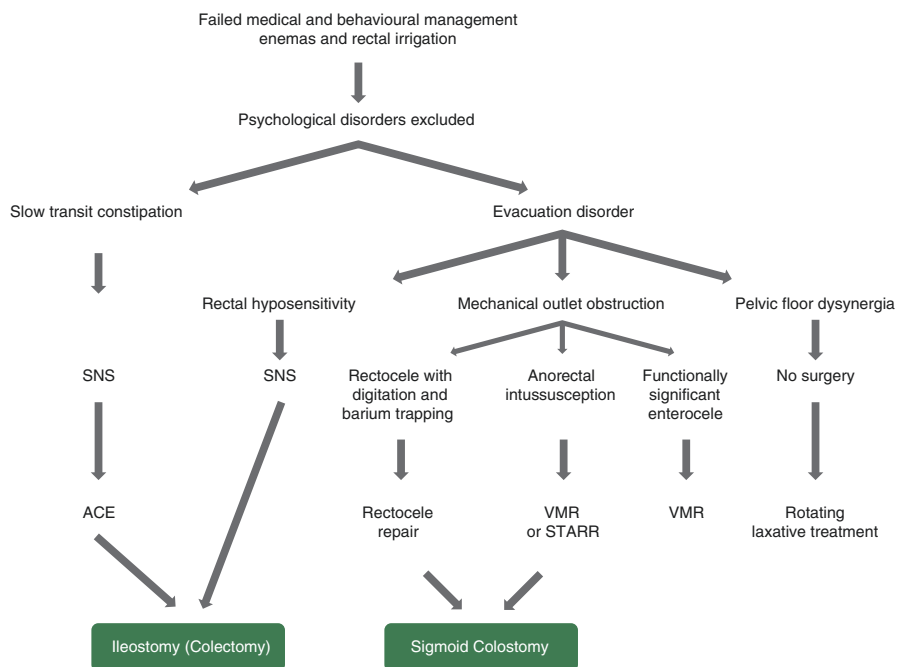 Failed medical and behavioural management
enemas and rectal irrigation
Psychological disorders excluded
Slow transit constipation
Evacuation disorder
Rectal hyposensitivity
Mechanical outlet obstruction
Pelvic floor dysynergia
SNS
SNS
Rectocele with
digitation and
barium trapping
Anorectal
intussusception
Functionally
significant
enterocele
No surgery
ACE
Rectocele
repair
VMR
or STARR
VMR
Rotating
laxative treatment
Ileostomy (Colectomy)
Sigmoid Colostomy